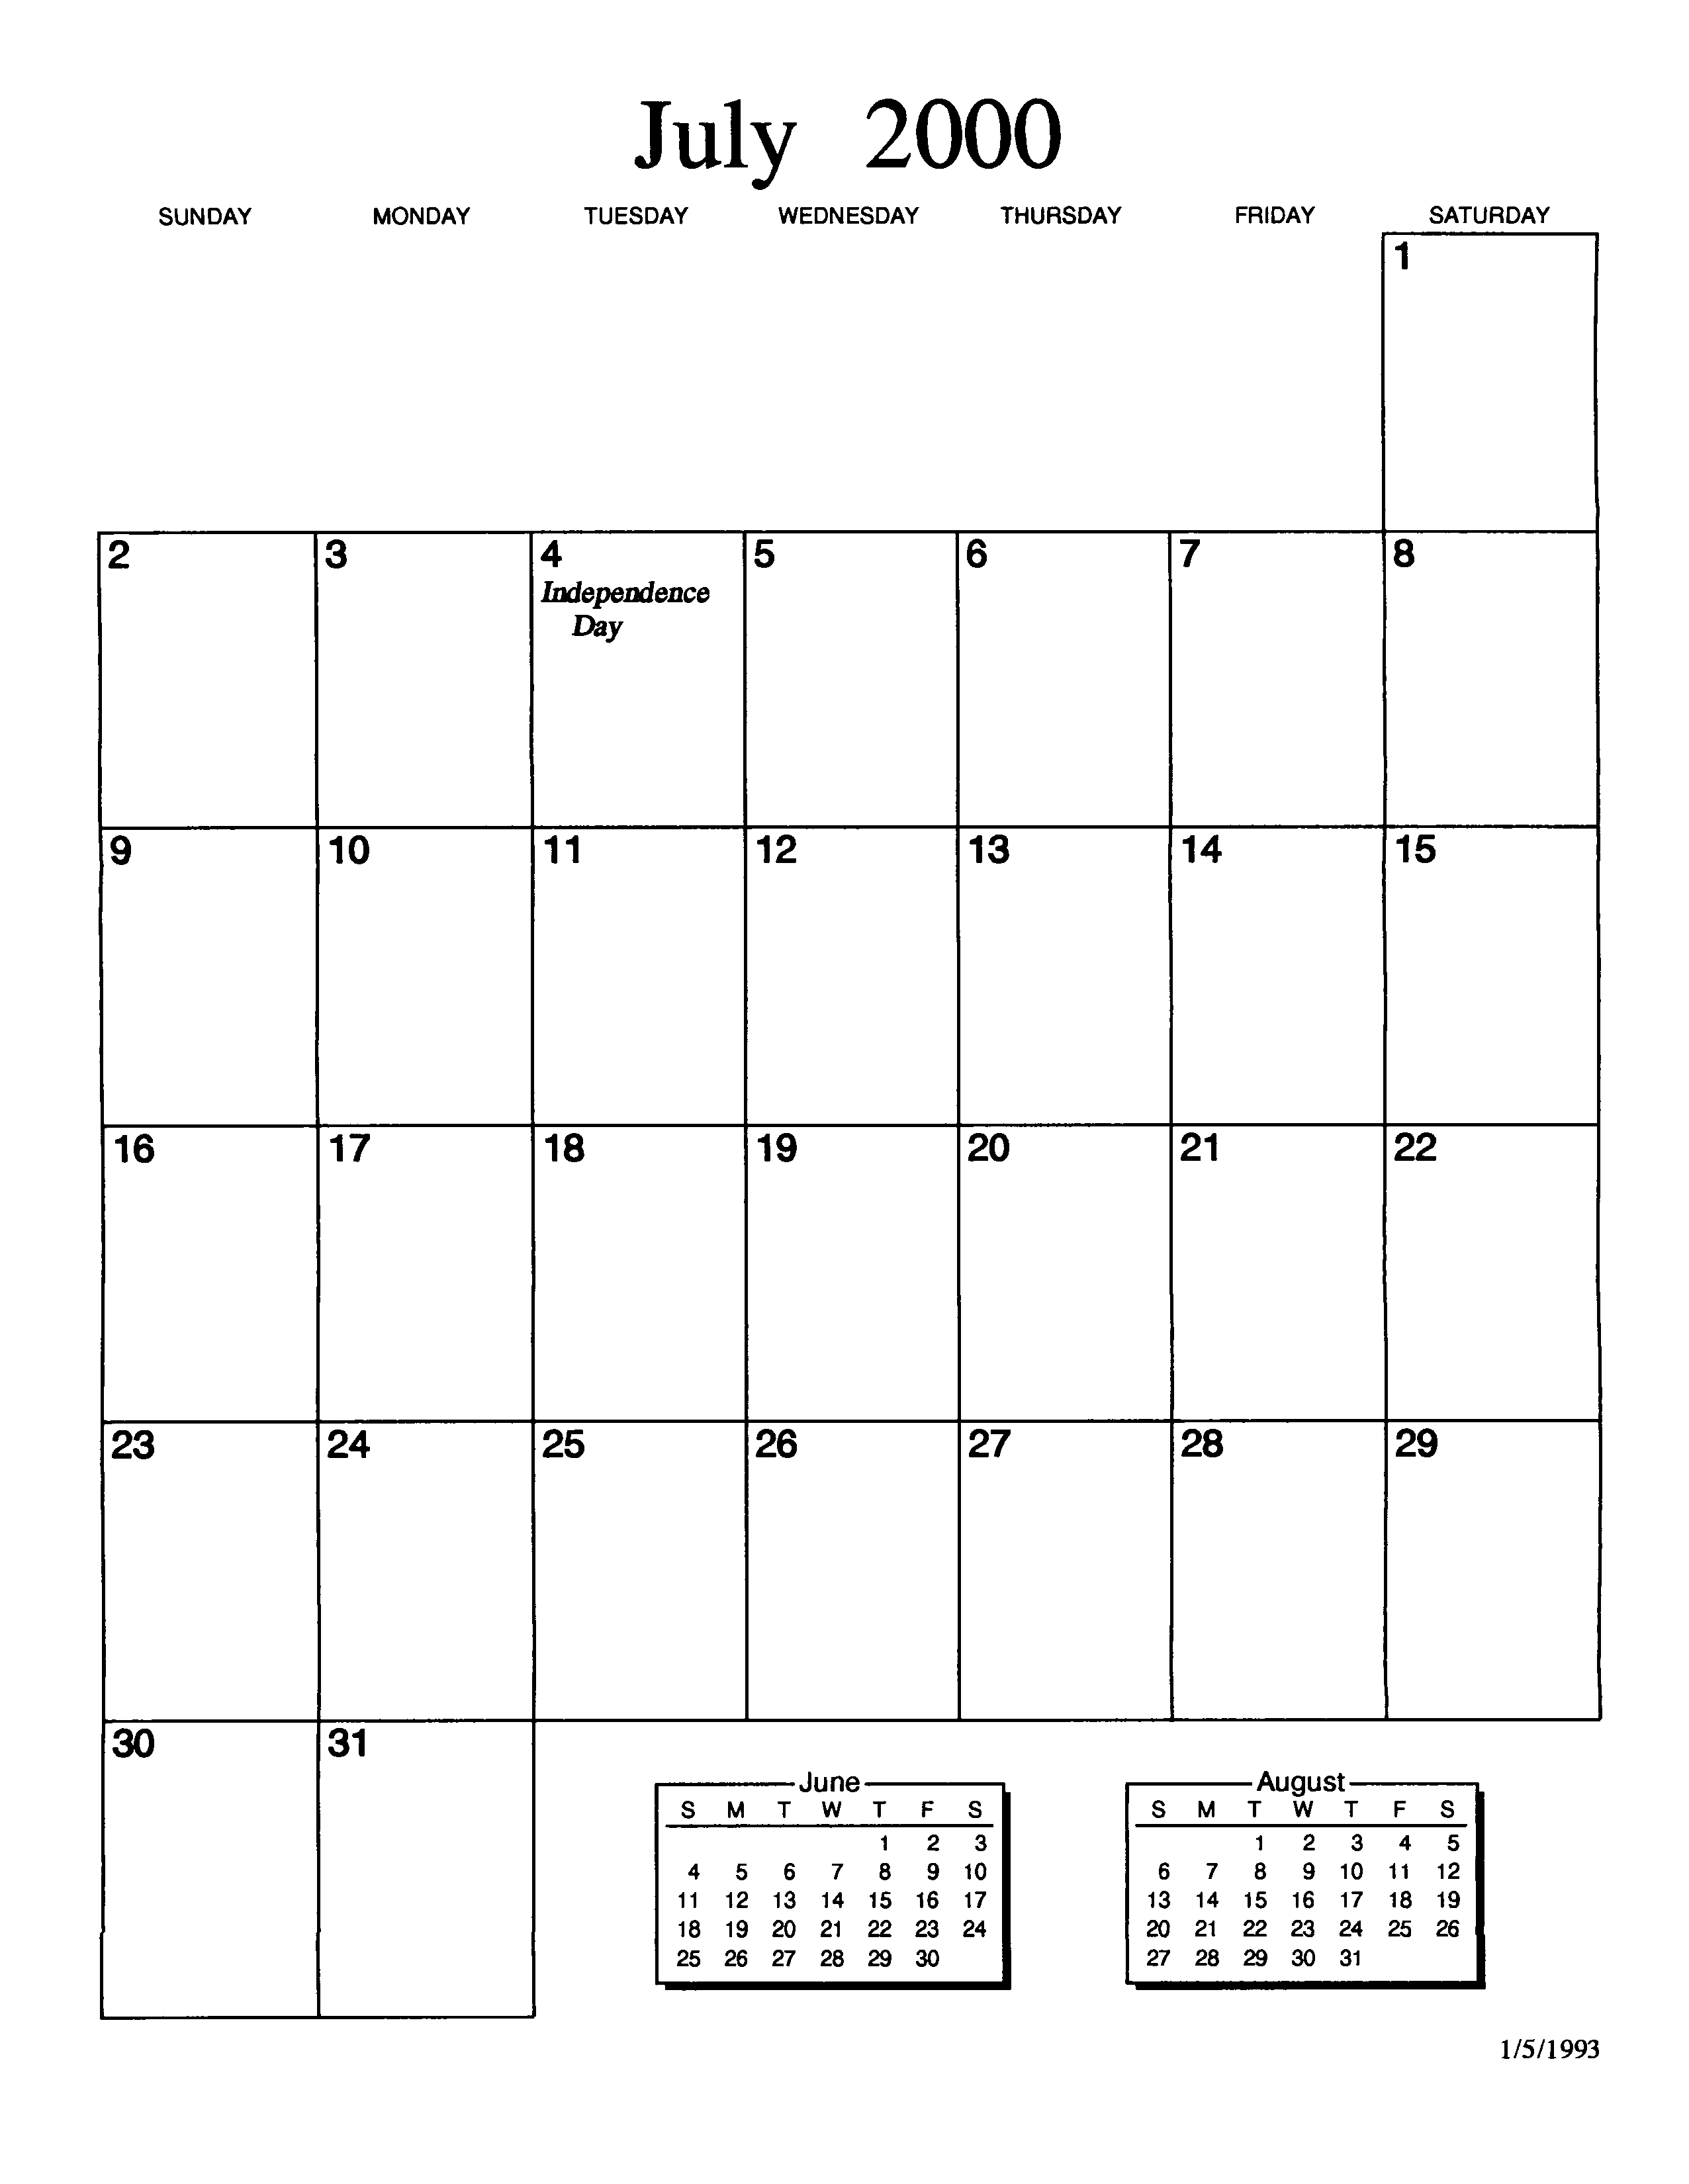 July 2000
SUNDAY MONDAY TUESDAY WEDNESDAY THURSDAY FRIDAY SATURDAY
1
2 3 4 5 6 7 8
Independence
Day
9 10 11 12 13 14 15
16 17 18 19 20 21 22
23 24 25 26 27 28 29
30 31
June
S M T W T F S
1 2 3
4 5 6 7 8 9 10
11 12 13 14 15 16 17
18 19 20 21 22 23 24
25 26 27 28 29 30
August
S M T W T F S
1 2 3 4 5
6 7 8 9 10 11 12
13 14 15 16 17 18 19
20 21 22 23 24 25 26
27 28 29 30 31
1/5/1993